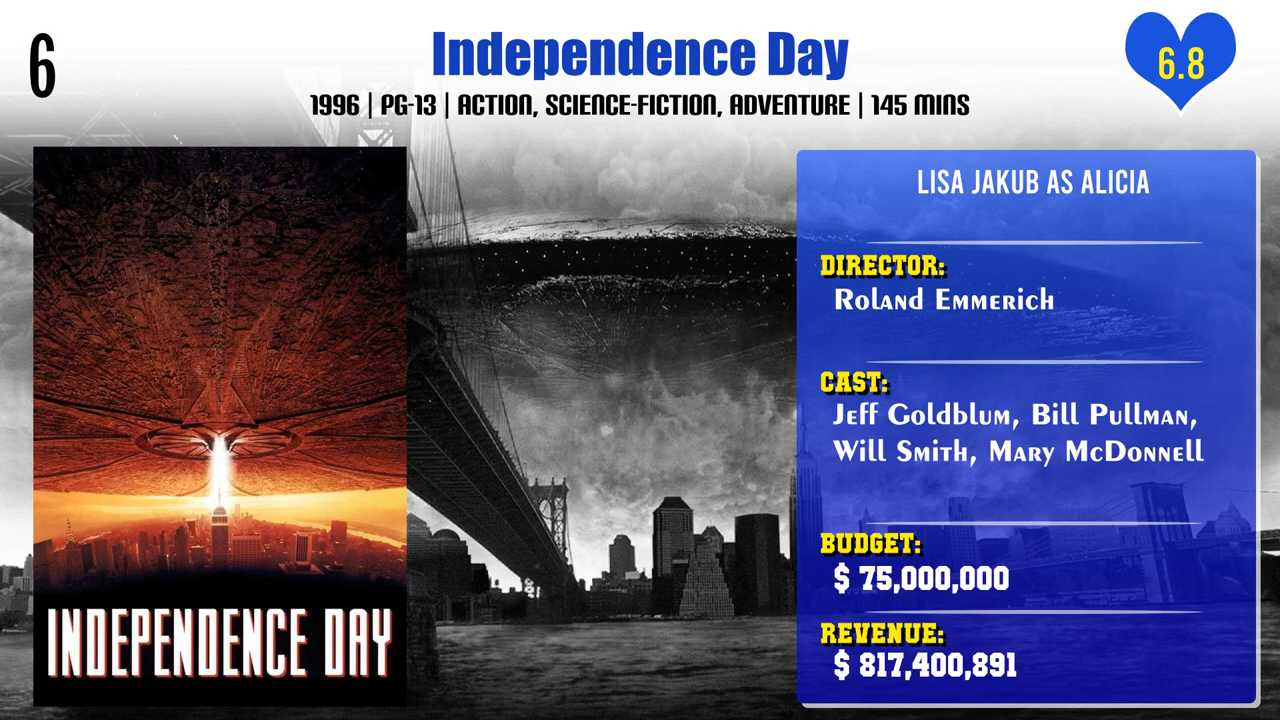 6
Independence Day
6.8
1996 | PG-13 | ACTION, SCIENCE-FICTION, ADVENTURE | 145 MINS
INDEPENDENCE DAY
LISA JAKUB AS ALICIA
DIRECTOR:
Roland Emmerich
CAST:
Jeff Goldblum, Bill Pullman,
Will Smith, Mary McDonnell
BUDGET:
$ 75,000,000
REVENUE:
$ 817,400,891